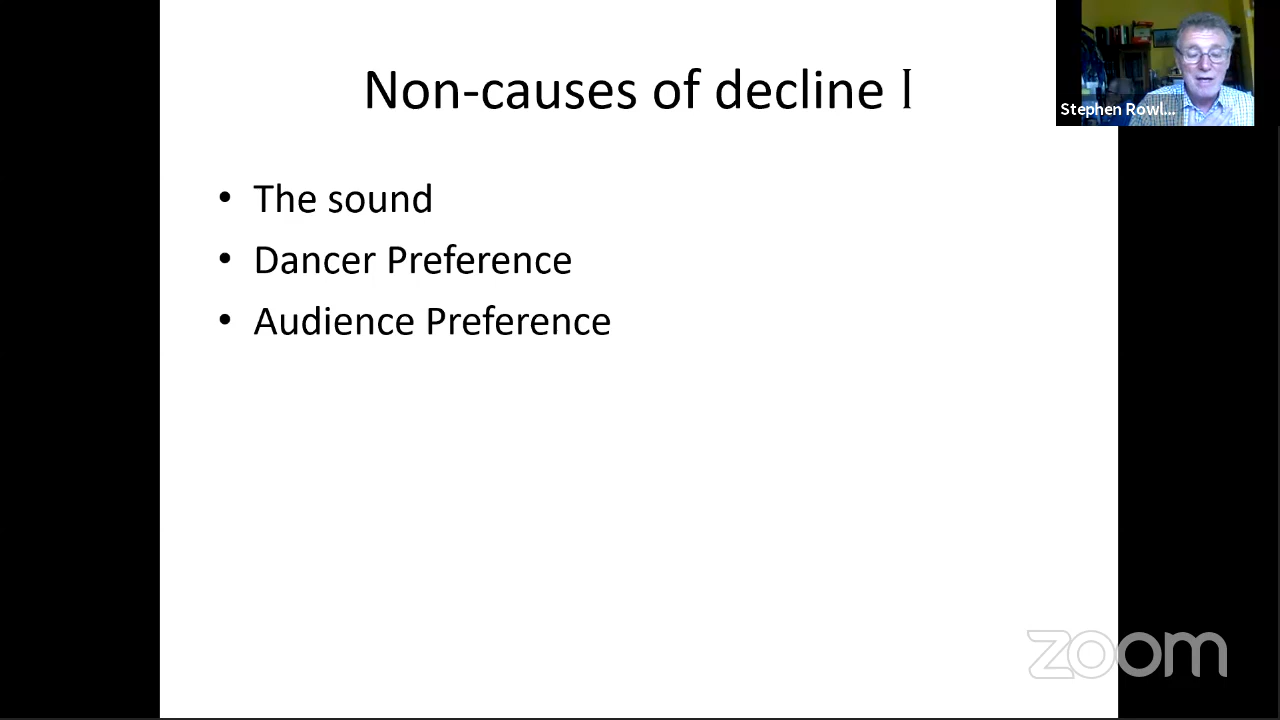 Non-causes of decline I
Stephen Rowl...
• The sound
• Dancer Preference
• Audience Preference
zoom